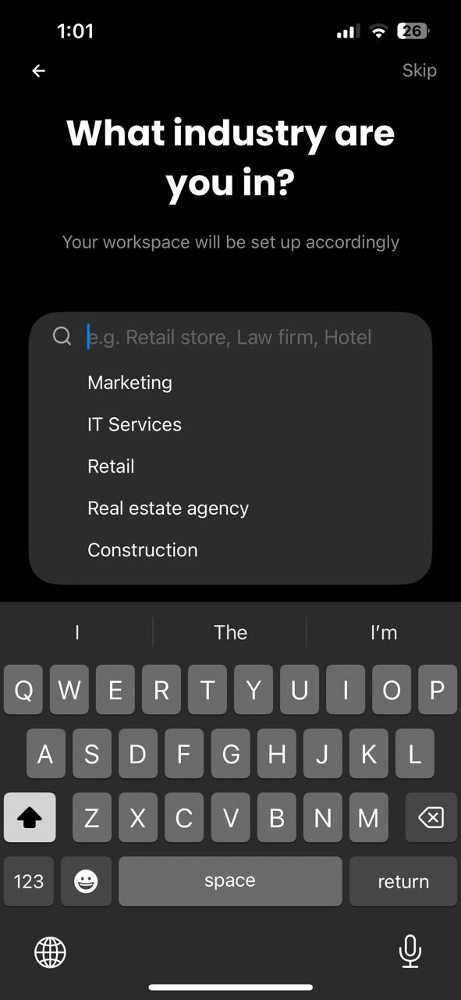 1:01
26
Skip
What industry are
you in?
Your workspace will be set up accordingly
e.g. Retail store, Law firm, Hotel
Marketing
IT Services
Retail
Real estate agency
Construction
I The I’m
Q W E R T Y U I O P
A S D F G H J K L
Z X C V B N M
123 space return